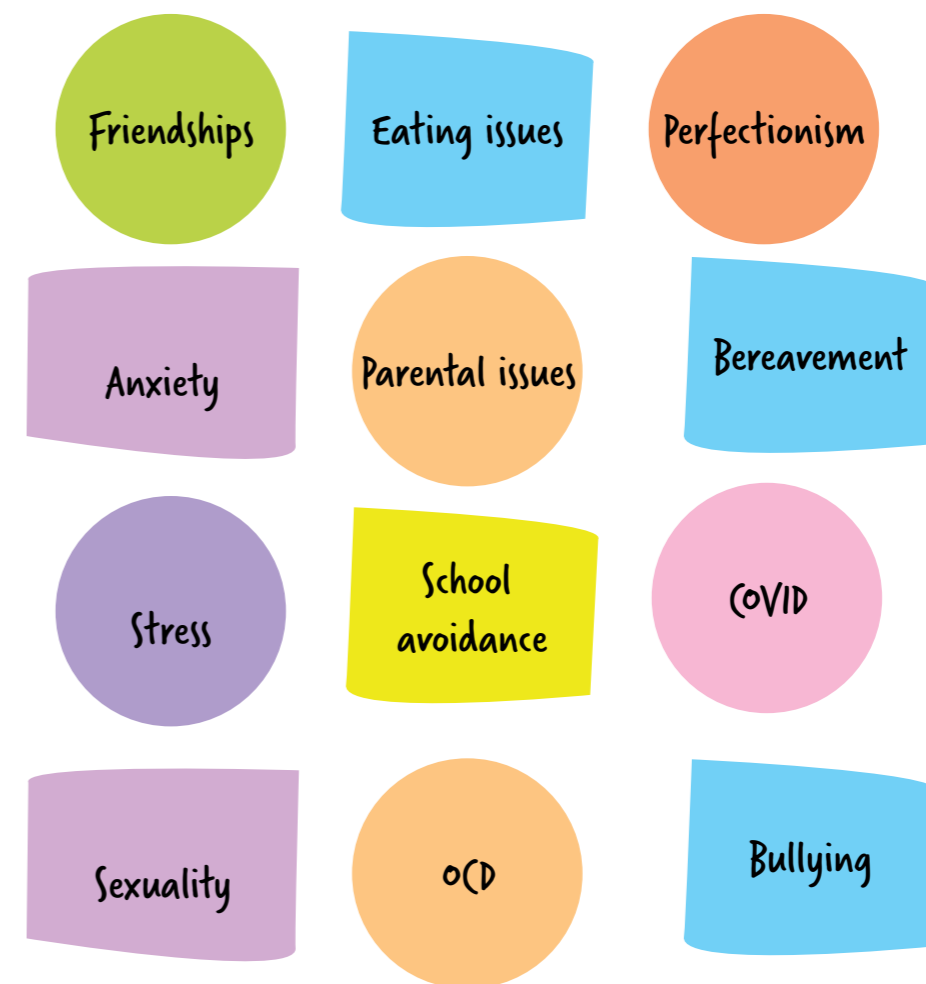 Friendships
Eating issues
Perfectionism
Anxiety
Parental issues
Bereavement
Stress
School
avoidance
COVID
Sexuality
OCD
Bullying